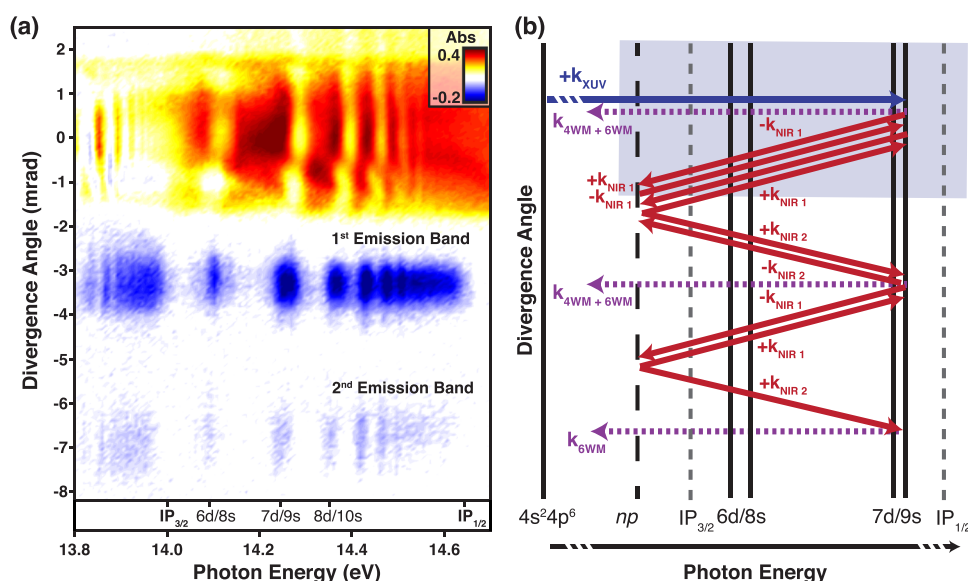 (a)
Abs
0.4
-0.2
2
1
0
-1
-2
-3
-4
-5
-6
-7
-8
Divergence Angle (mrad)
1st Emission Band
2nd Emission Band
IP3/2 6d/8s 7d/9s 8d/10s IP1/2
13.8 14.0 14.2 14.4 14.6
Photon Energy (eV)
(b)
+kXUV
k4WM + 6WM
-kNIR 1
+kNIR 1
-kNIR 1
+kNIR 1
+kNIR 2
-kNIR 2
k4WM + 6WM
-kNIR 1
+kNIR 1
+kNIR 2
k6WM
Divergence Angle
4s²4p⁶ np IP3/2 6d/8s 7d/9s IP1/2
Photon Energy